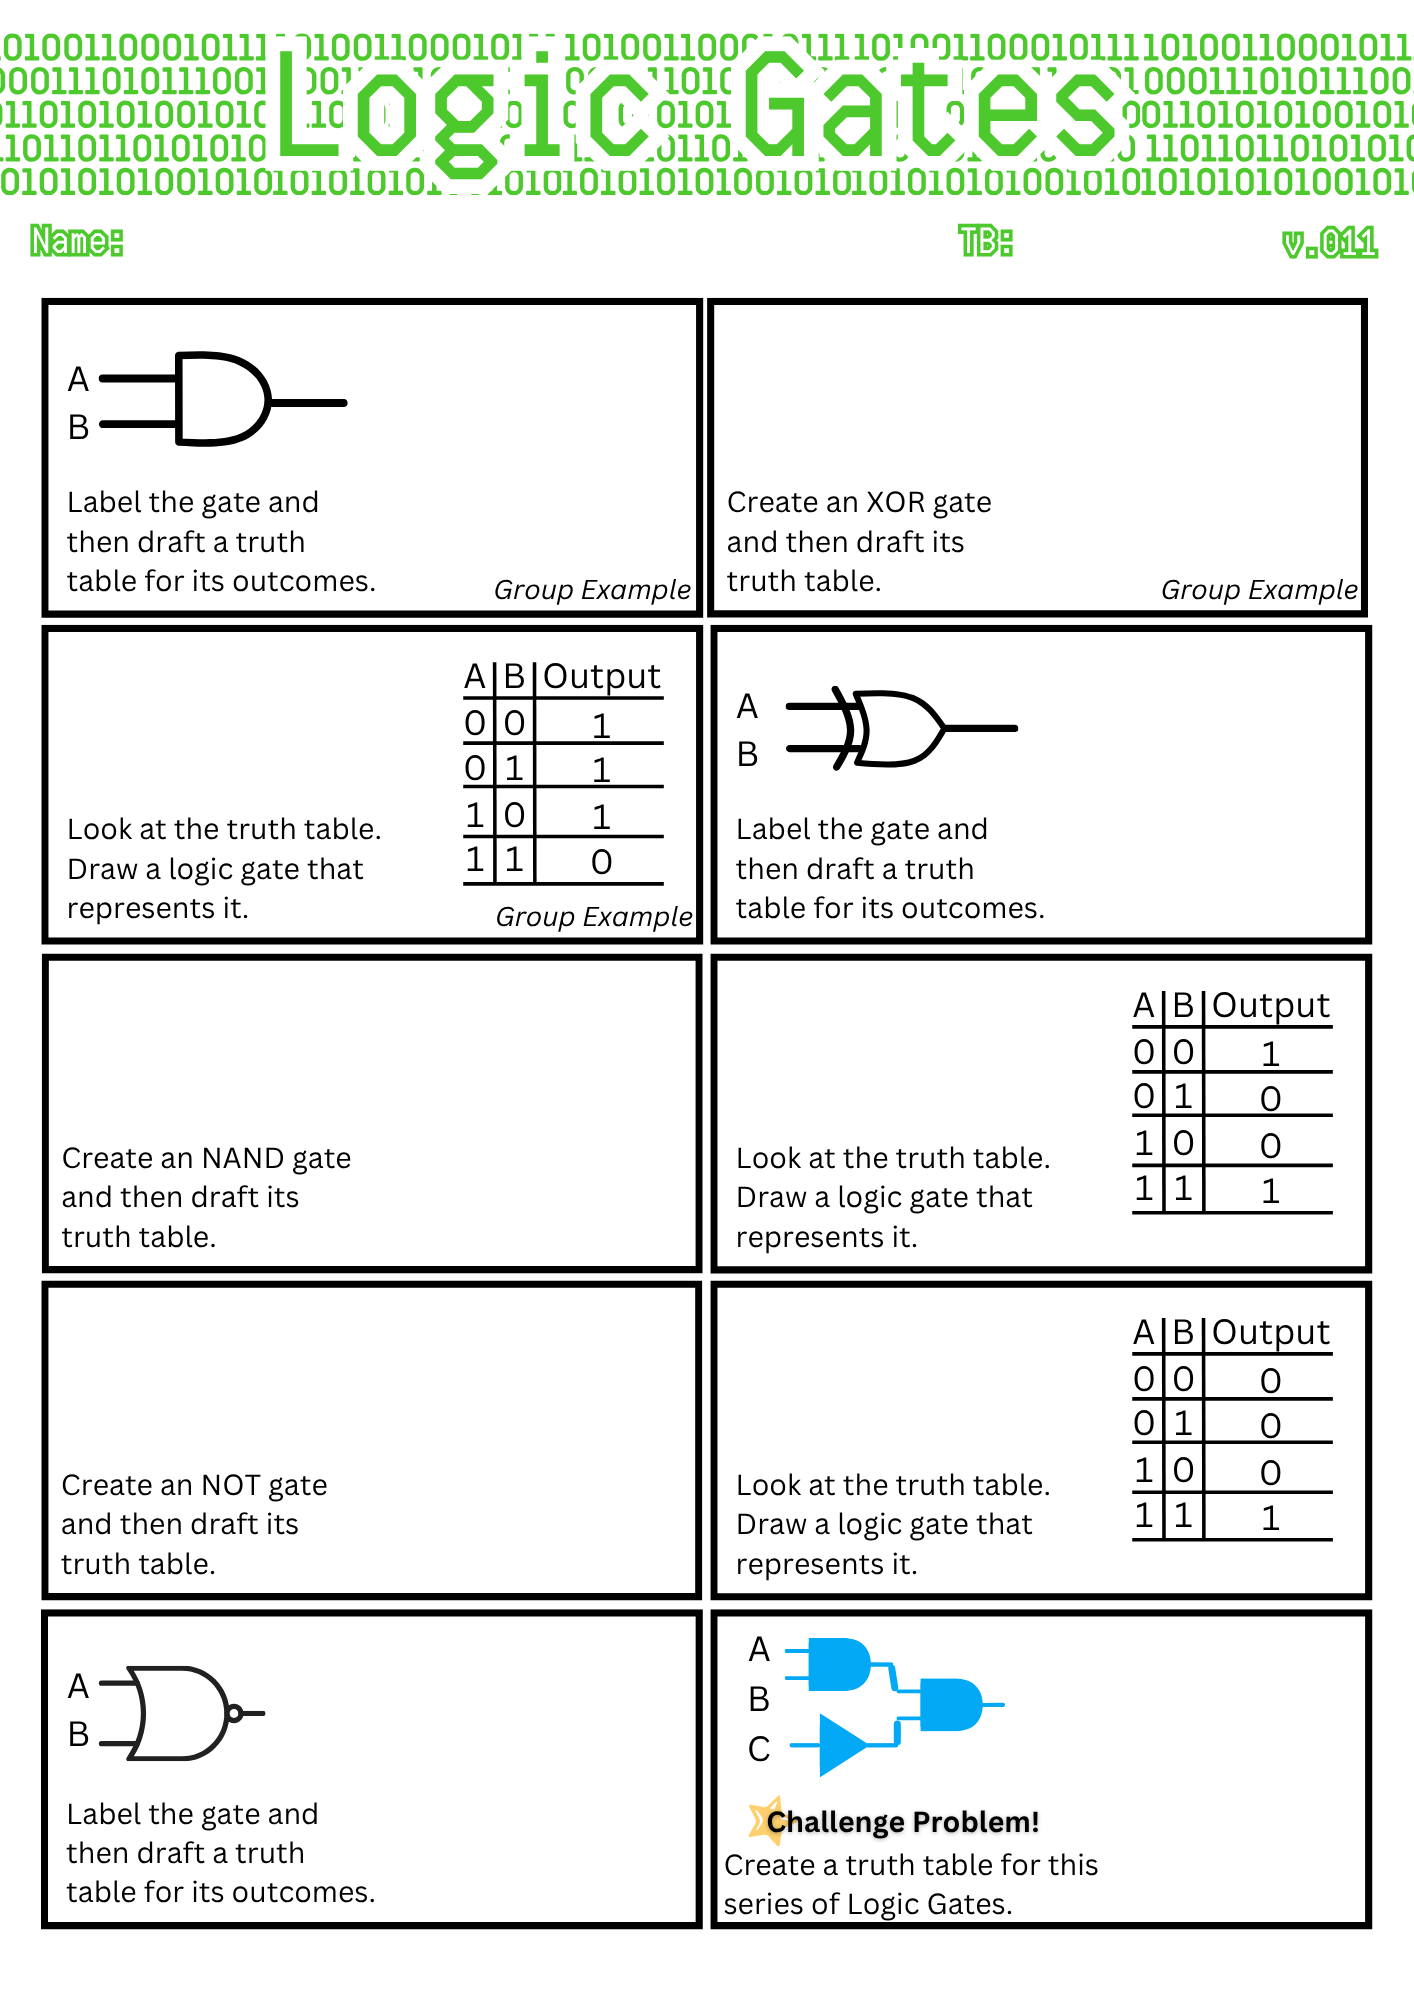 Logic Gates
Name:
TB:
v.011
A
B
Label the gate and
then draft a truth
table for its outcomes.
Group Example
Create an XOR gate
and then draft its
truth table.
Group Example
A B Output
0 0 1
0 1 1
1 0 1
1 1 0
Look at the truth table.
Draw a logic gate that
represents it.
Group Example
A
B
Label the gate and
then draft a truth
table for its outcomes.
Create an NAND gate
and then draft its
truth table.
A B Output
0 0 1
0 1 0
1 0 0
1 1 1
Look at the truth table.
Draw a logic gate that
represents it.
Create an NOT gate
and then draft its
truth table.
A B Output
0 0 0
0 1 0
1 0 0
1 1 1
Look at the truth table.
Draw a logic gate that
represents it.
A
B
Label the gate and
then draft a truth
table for its outcomes.
A
B
C
Challenge Problem!
Create a truth table for this
series of Logic Gates.